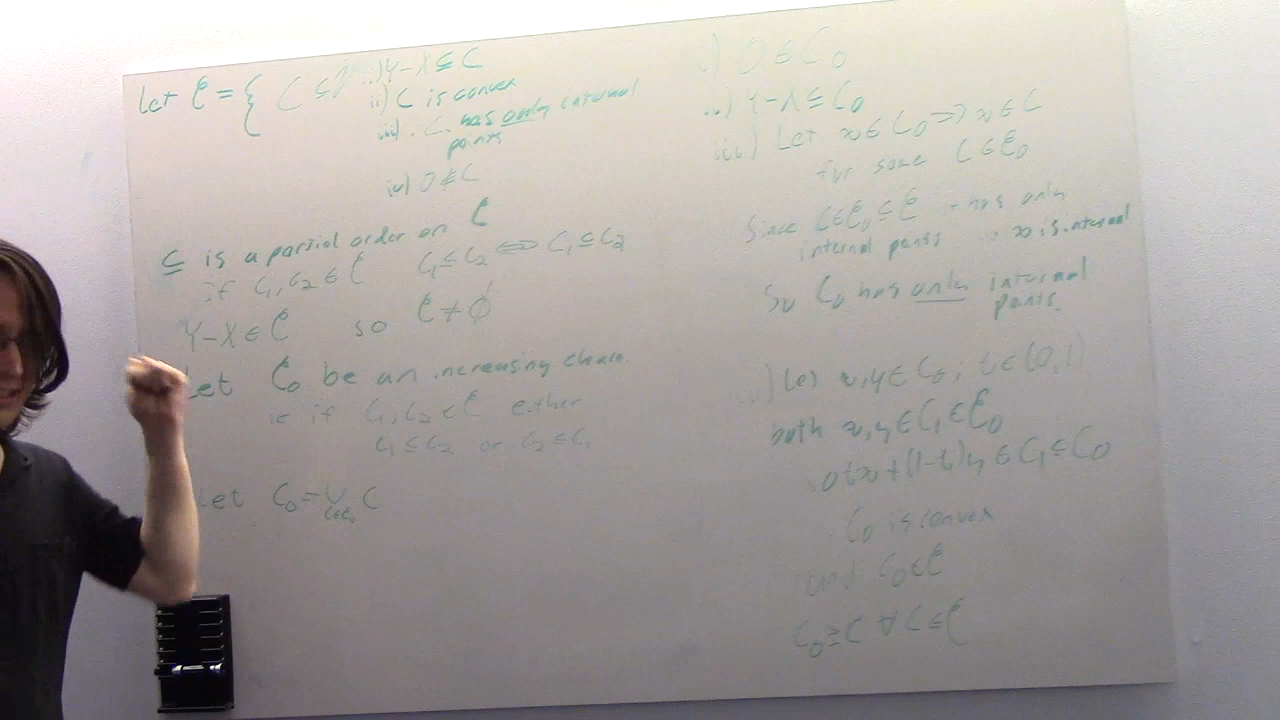 Let C = { C ⊆ i) Y-X ⊆ C
ii) C is convex
iii) C has only internal
points
iv) 0 ∉ C
⊆ is a partial order on C
if C₁, C₂ ∈ C C₁ ≤ C₂ ⟺ C₁ ⊆ C₂
Y-X ∈ C so C ≠ ∅
Let C₀ be an increasing chain.
ie if C₁, C₂ ∈ C either
C₁ ≤ C₂ or C₂ ≤ C₁
Let C₀ = ∪ C
C∈C₀
i) 0 ∉ C₀
ii) Y-X ⊆ C₀
iii) Let x ∈ C₀ ⇒ x ∈ C
for some C ∈ C₀
Since C ∈ C₀ ⊆ C + has only
internal points x is internal
So C₀ has only internal
points.
Let x, y ∈ C₀, t ∈ (0,1)
both x, y ∈ C₁ ∈ C₀
tx + (1-t)y ∈ C₁ ⊆ C₀
C₀ is convex
and C₀ ∈ C
C₀ ≥ C ∀ C ∈ C